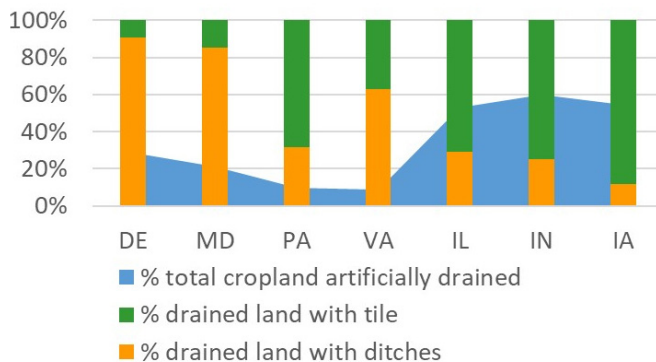 100%
80%
60%
40%
20%
0%
DE MD PA VA IL IN IA
% total cropland artificially drained
% drained land with tile
% drained land with ditches